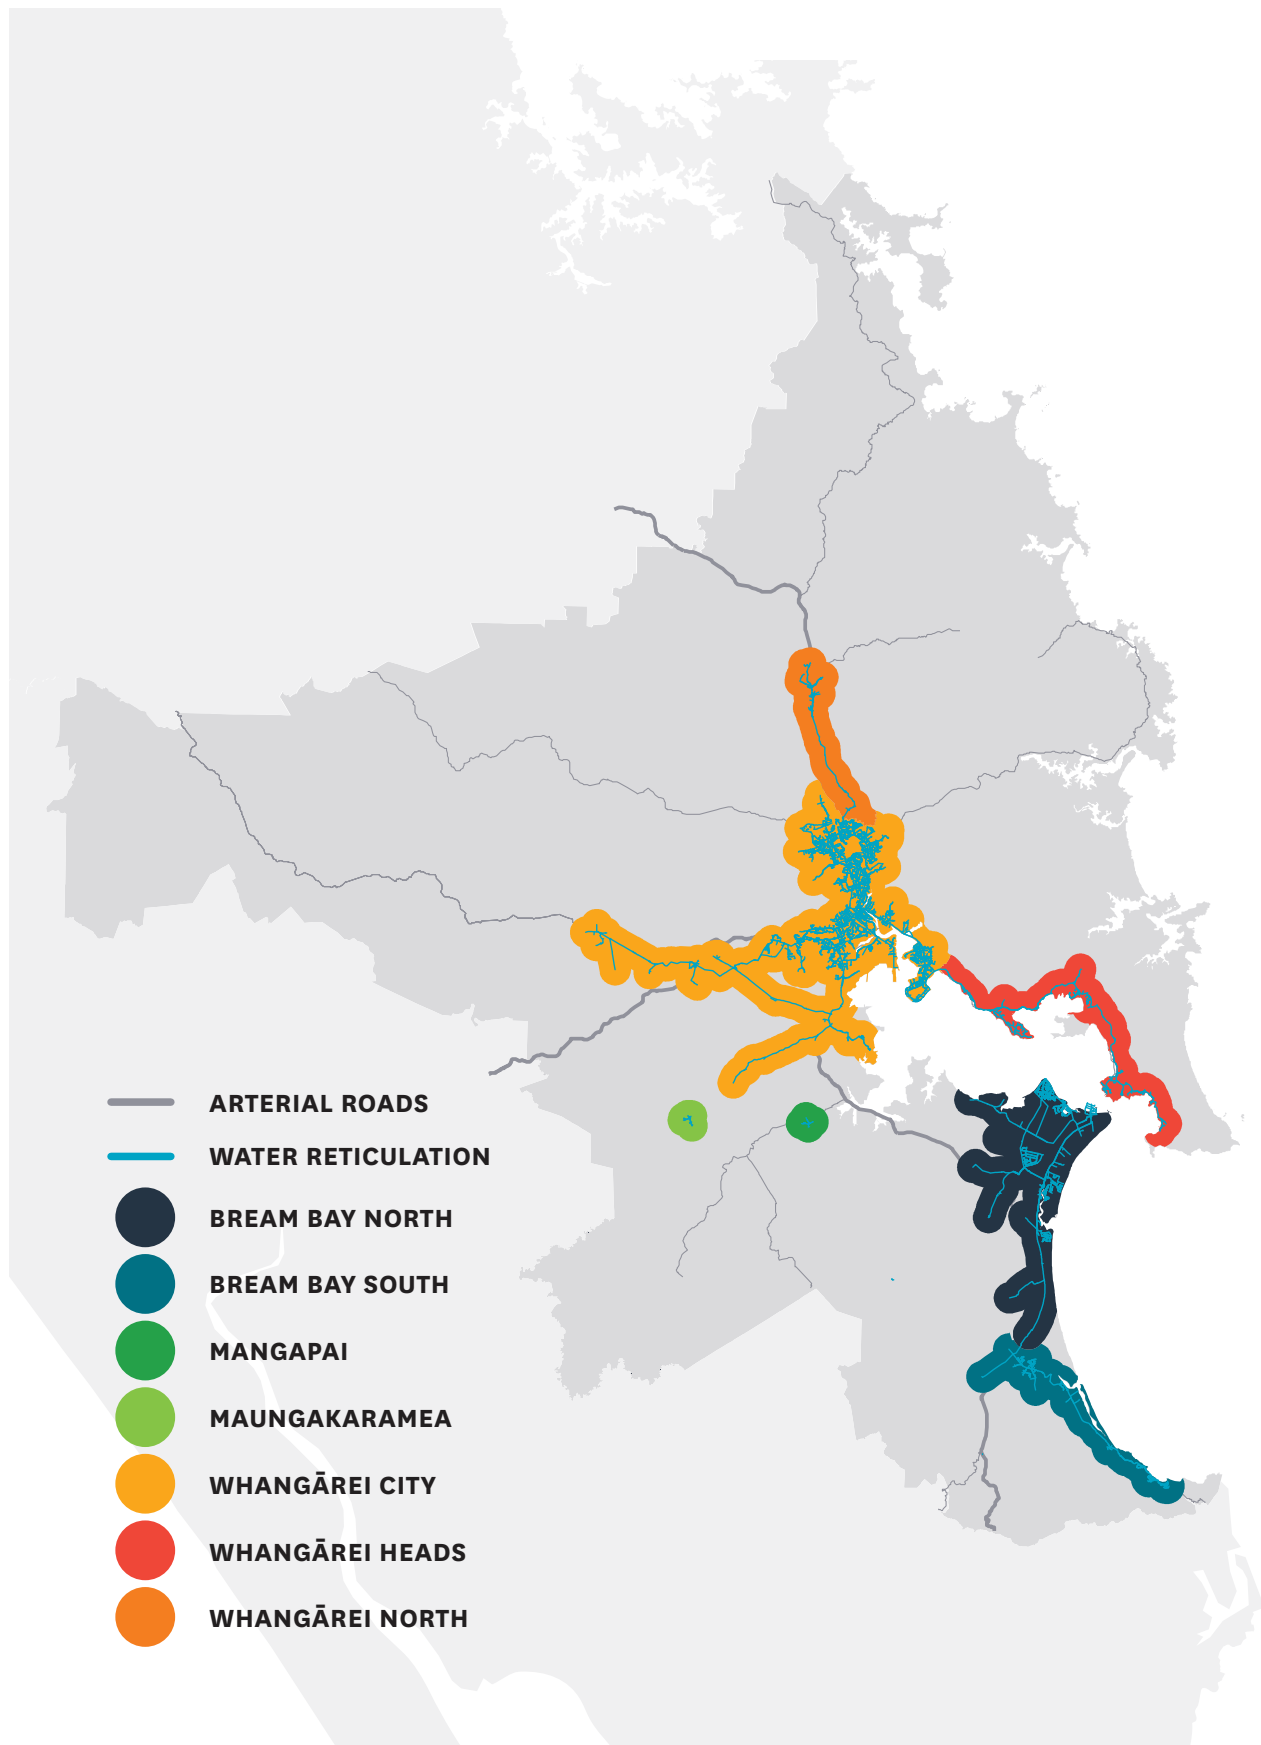 ARTERIAL ROADS
WATER RETICULATION
BREAM BAY NORTH
BREAM BAY SOUTH
MANGAPAI
MAUNGAKARAMEA
WHANGĀREI CITY
WHANGĀREI HEADS
WHANGĀREI NORTH